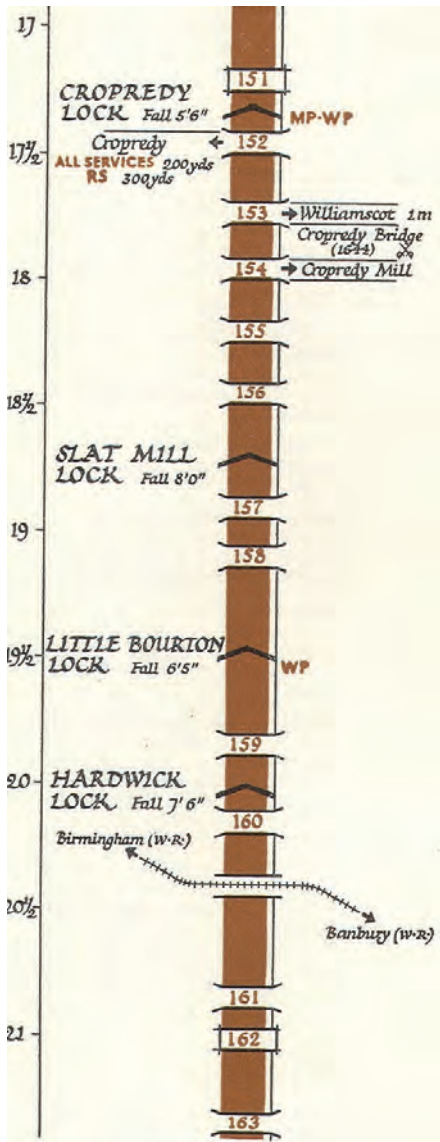 17
151
CROPREDY
LOCK Fall 5'6"
MP-WP
17½
Cropredy
152
ALL SERVICES 200yds
RS 300yds
153
Williamscot 1m
Cropredy Bridge
(1644)
18
154
Cropredy Mill
155
156
18½
SLAT MILL
LOCK Fall 8'0"
157
19
158
LITTLE BOURTON
19½
LOCK Fall 6'5"
WP
159
20
HARDWICK
LOCK Fall 7'6"
160
Birmingham (W·R·)
20½
Banbury (W·R·)
161
21
162
163